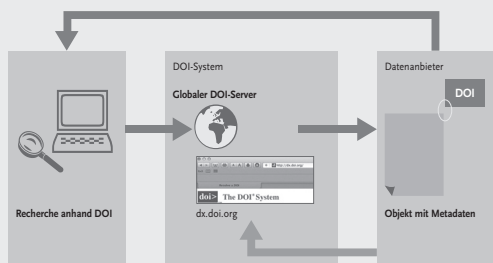 DOI-System
Datenanbieter
Globaler DOI-Server
DOI
doi> The DOI® System
Recherche anhand DOI
dx.doi.org
Objekt mit Metadaten